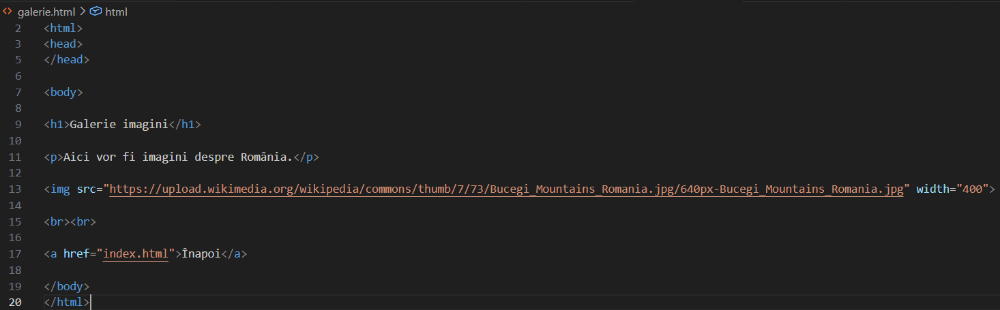 galerie.html > html
2 <html>
3 <head>
5 </head>
6
7 <body>
8
9 <h1>Galerie imagini</h1>
10
11 <p>Aici vor fi imagini despre România.</p>
12
13 <img src="https://upload.wikimedia.org/wikipedia/commons/thumb/7/73/Bucegi_Mountains_Romania.jpg/640px-Bucegi_Mountains_Romania.jpg" width="400">
14
15 <br><br>
16
17 <a href="index.html">Înapoi</a>
18
19 </body>
20 </html>